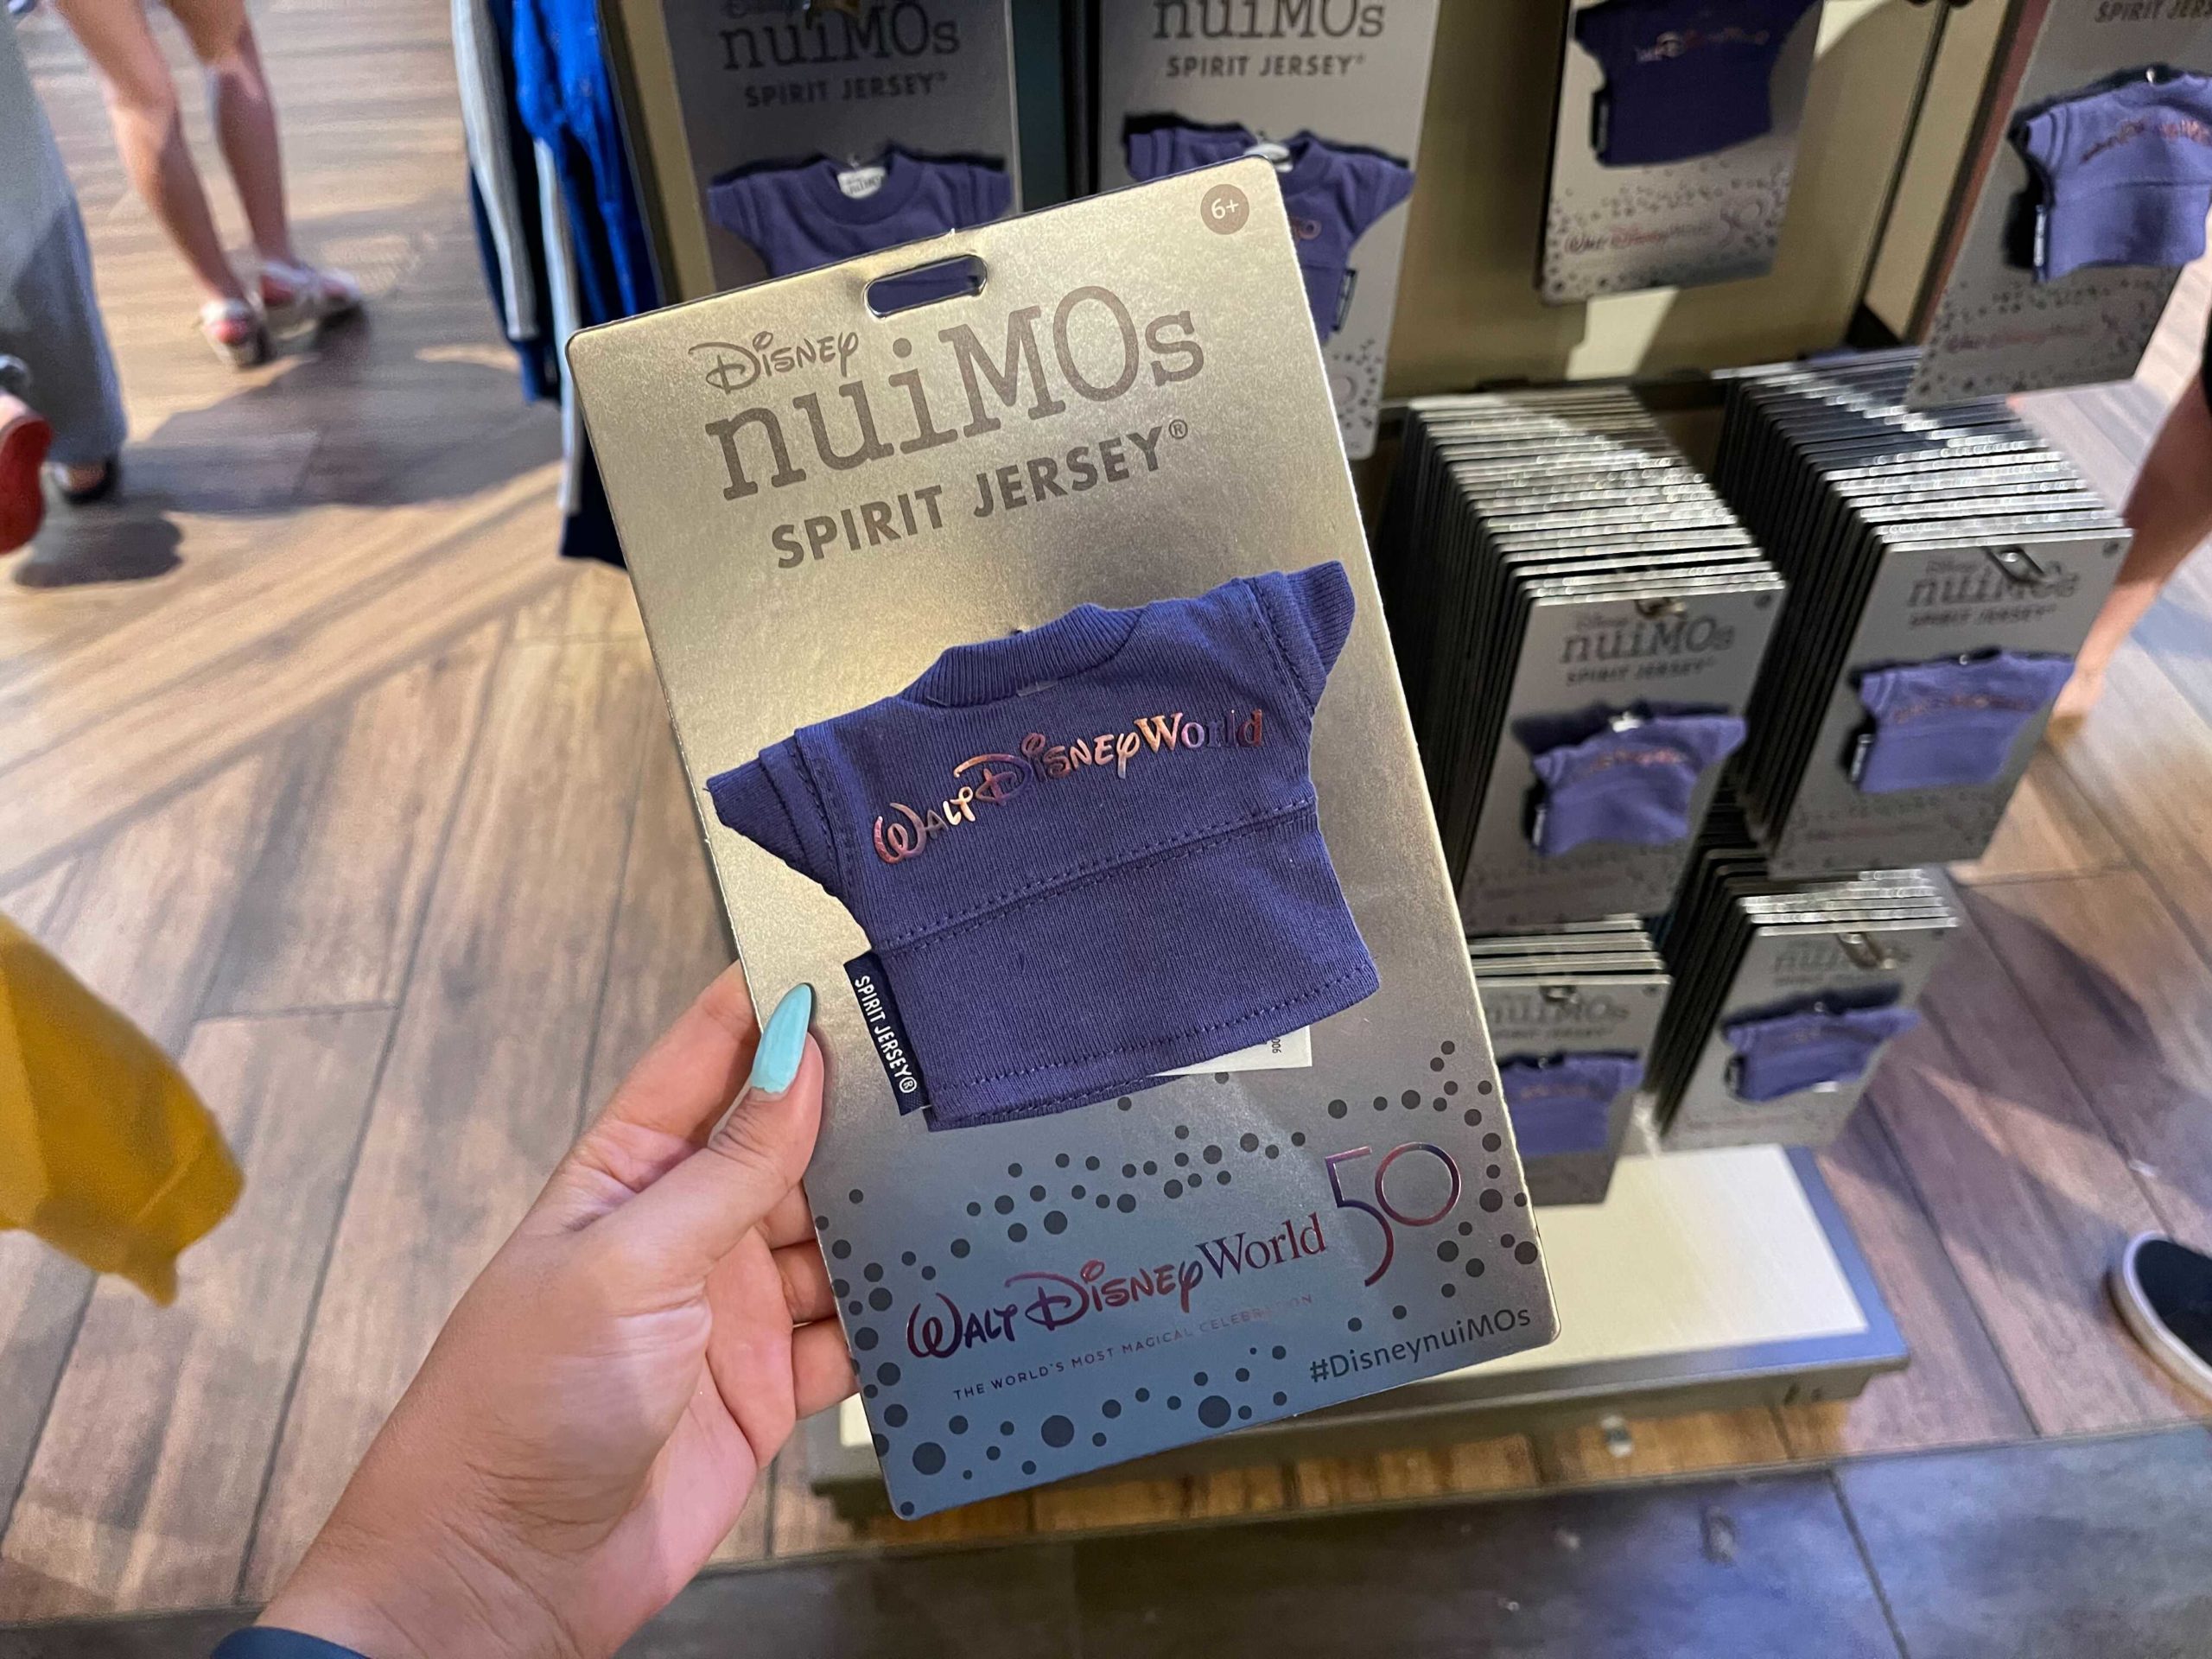 nuiMOs
SPIRIT JERSEY®
nuiMOs
SPIRIT JERSEY®
6+
Disney
nuiMOs
SPIRIT JERSEY®
Walt Disney World
SPIRIT JERSEY®
Walt Disney World 50
THE WORLD'S MOST MAGICAL CELEBRATION
#DisneynuiMOs
nuiMOs
SPIRIT JERSEY
nuiMOs
SPIRIT JERSEY